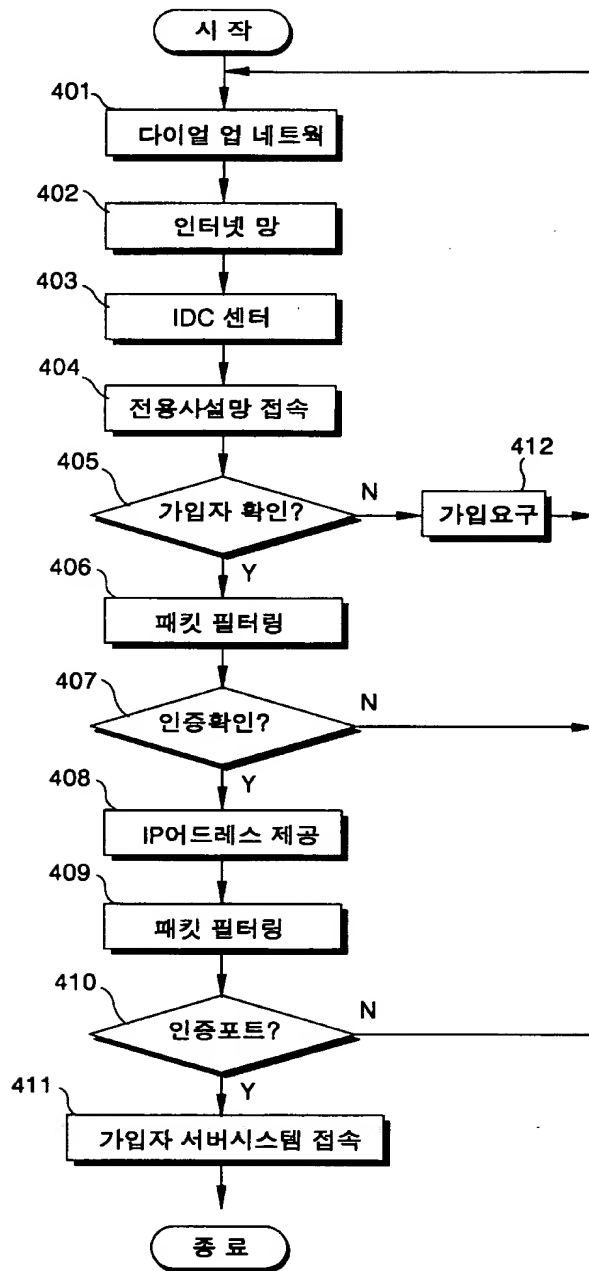 시 작
401
다이얼 업 네트웍
402
인터넷 망
403
IDC 센터
404
전용사설망 접속
405
가입자 확인?
N
412
가입요구
Y
406
패킷 필터링
407
인증확인?
N
Y
408
IP어드레스 제공
409
패킷 필터링
410
인증포트?
N
Y
411
가입자 서버시스템 접속
종 료